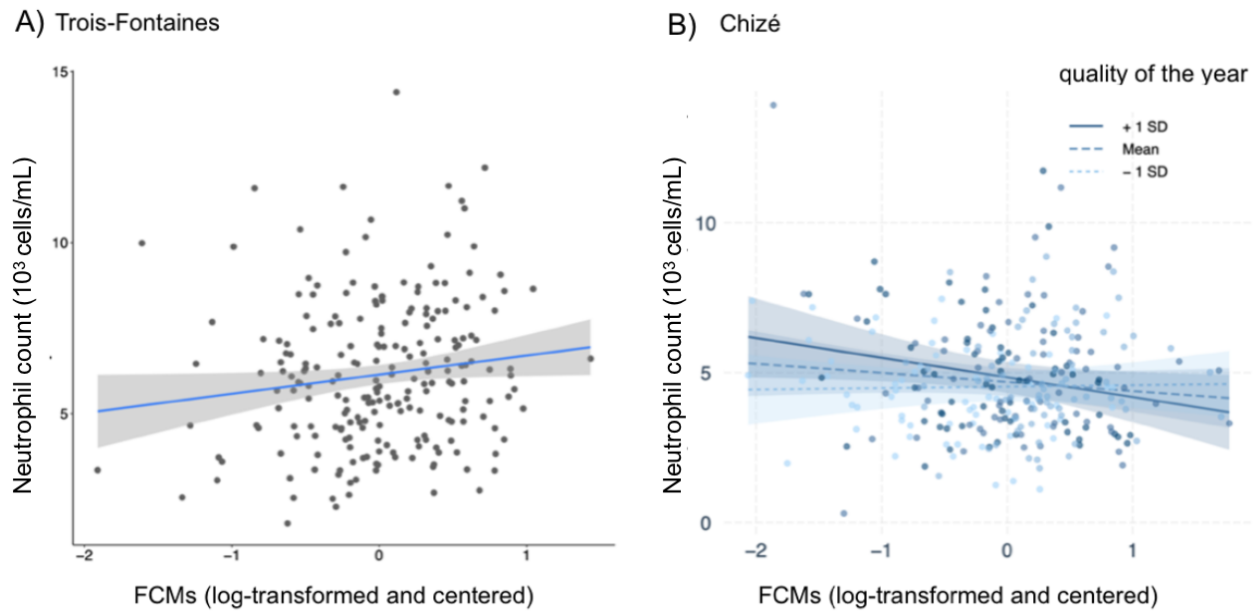 A) Trois-Fontaines
15
10
5
−2
−1
0
1
Neutrophil count (10³ cells/mL)
FCMs (log-transformed and centered)
B) Chizé
quality of the year
+ 1 SD
Mean
− 1 SD
10
5
0
−2
−1
0
1
Neutrophil count (10³ cells/mL)
FCMs (log-transformed and centered)